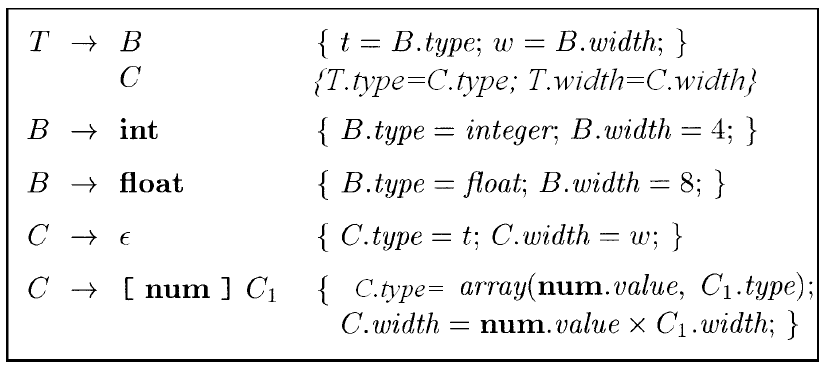 T → B { t = B.type; w = B.width; }
C {T.type=C.type; T.width=C.width}
B → int { B.type = integer; B.width = 4; }
B → float { B.type = float; B.width = 8; }
C → ϵ { C.type = t; C.width = w; }
C → [ num ] C₁ { C.type= array(num.value, C₁.type);
C.width = num.value × C₁.width; }